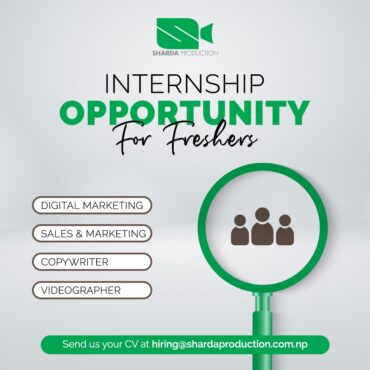 SHARDA PRODUCTION
INTERNSHIP
OPPORTUNITY
For Freshers
DIGITAL MARKETING
SALES & MARKETING
COPYWRITER
VIDEOGRAPHER
Send us your CV at hiring@shardaproduction.com.np